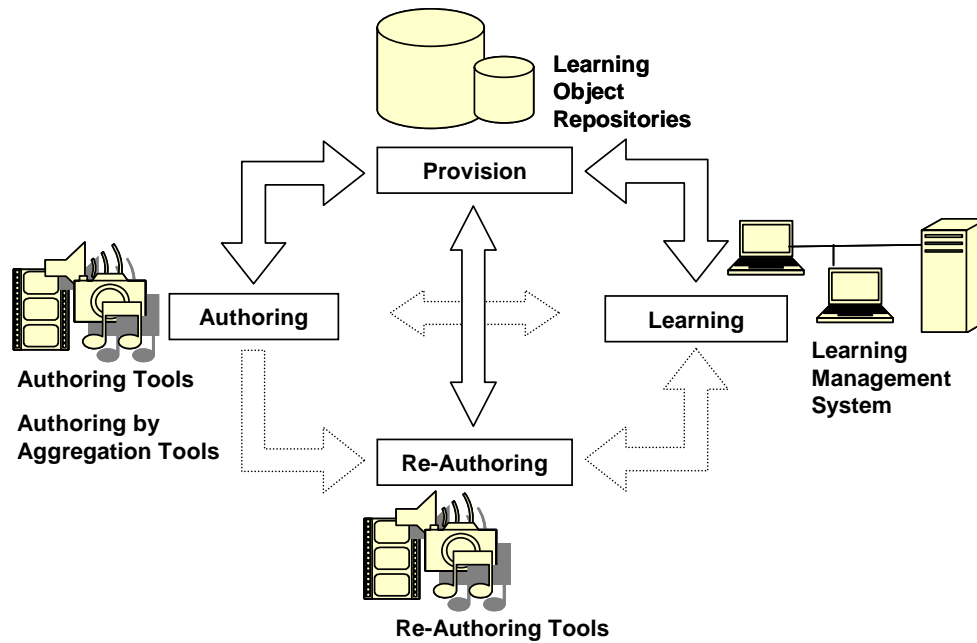 Learning
Object
Repositories
Provision
Authoring
Learning
Authoring Tools
Authoring by
Aggregation Tools
Learning
Management
System
Re-Authoring
Re-Authoring Tools